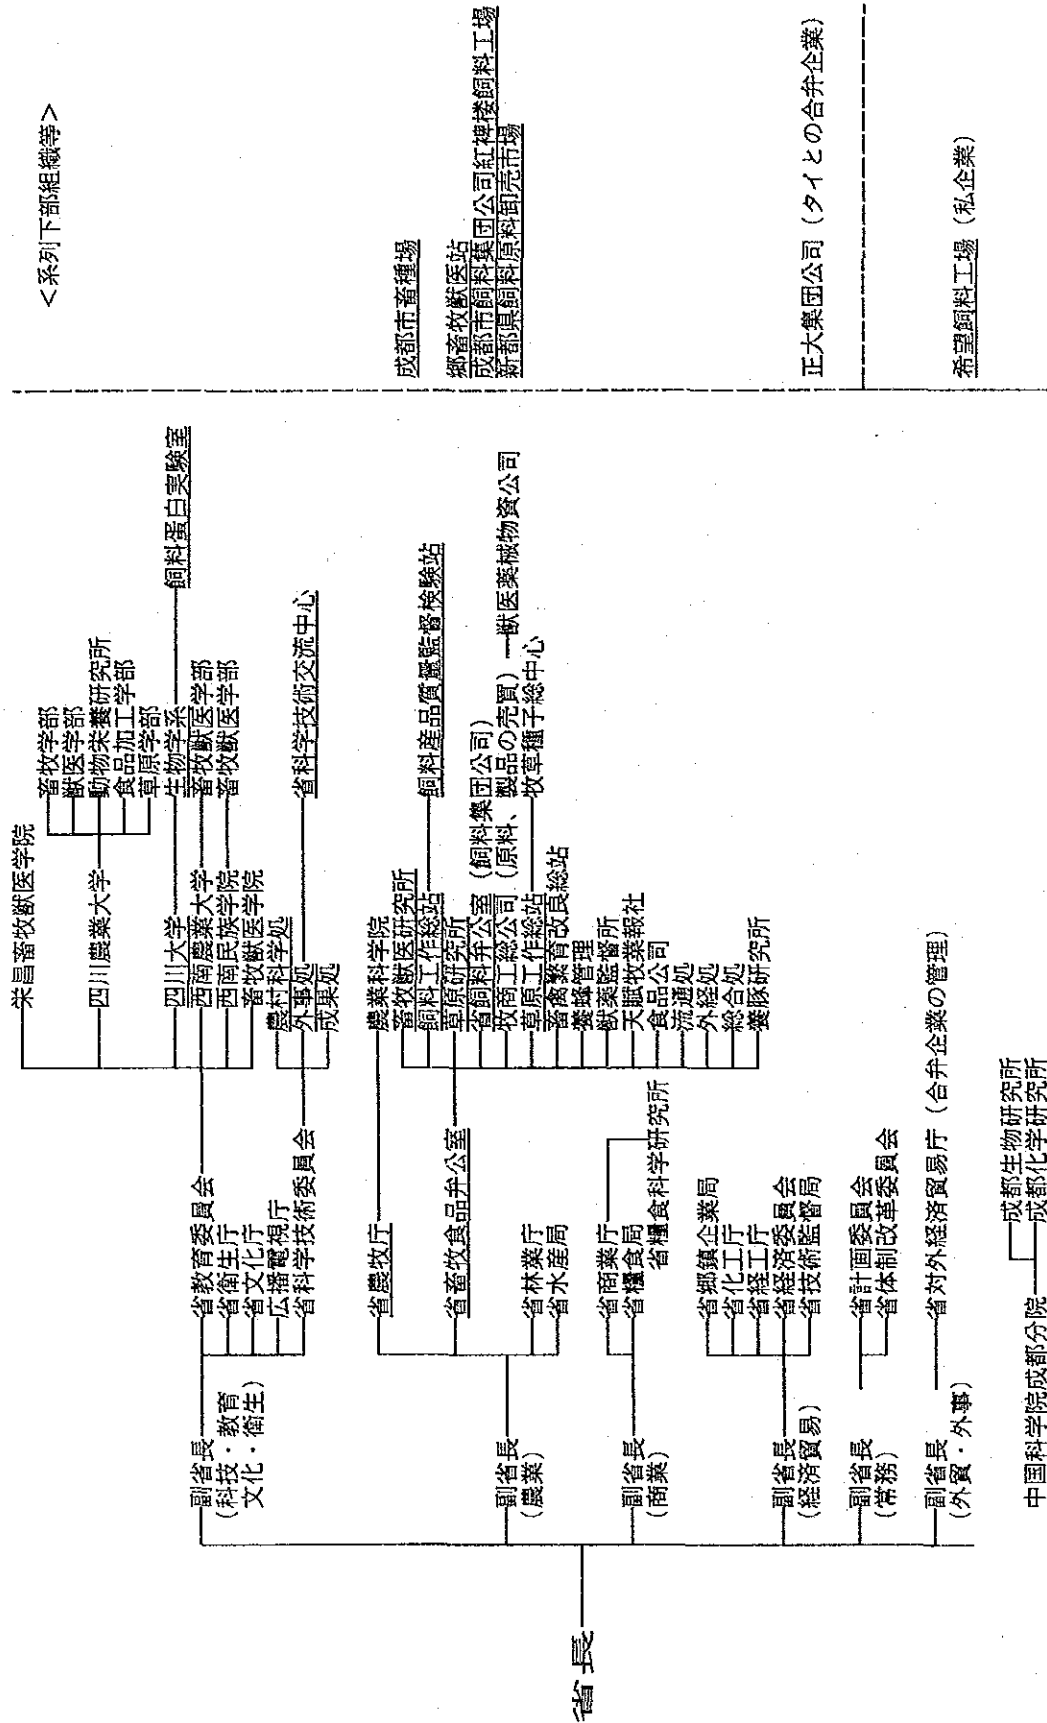 ＜系列下部組織等＞
省長
副省長
(科技・教育
文化・衛生)
省教育委員会
栄昌畜牧獣医学院
四川農業大学
畜牧学部
獣医学部
動物栄養研究所
食品加工学部
草原学部
四川大学
生物学系
飼料蛋白実験室
西南農業大学
畜牧獣医学部
西南民族学院
畜牧獣医学部
畜牧獣医学院
省衛生庁
省文化庁
広播電視庁
省科学技術委員会
農村科学処
外事処
省科学技術交流中心
成果処
副省長
(農業)
省農牧庁
農業科学院
省畜牧食品弁公室
畜牧獣医研究所
飼料工作総站
飼料産品質量監督検験站
草原研究所
省飼料弁公室 (飼料集団公司)
牧商工総公司 (原料、製品の売買)
獣医薬械物資公司
草原工作総站
牧草種子総中心
畜禽繁育改良総站
養蜂管理
獣薬監督所
天賦牧業報社
食品公司
流通処
外経処
総合処
養豚研究所
省林業庁
省水産局
副省長
(商業)
省商業庁
省糧食局
省糧食科学研究所
副省長
(経済貿易)
省郷鎮企業局
省化工庁
省経工庁
省経済委員会
省技術監督局
副省長
(常務)
省計画委員会
省体制改革委員会
副省長
(外貿・外事)
省対外経済貿易庁 (合弁企業の管理)
中国科学院成都分院
成都生物研究所
成都化学研究所
成都市畜種場
郷畜牧獣医站
成都市飼料集団公司紅裨楼飼料工場
新都県飼料原料卸売市場
正大集団公司 (タイとの合弁企業)
希望飼料工場 (私企業)